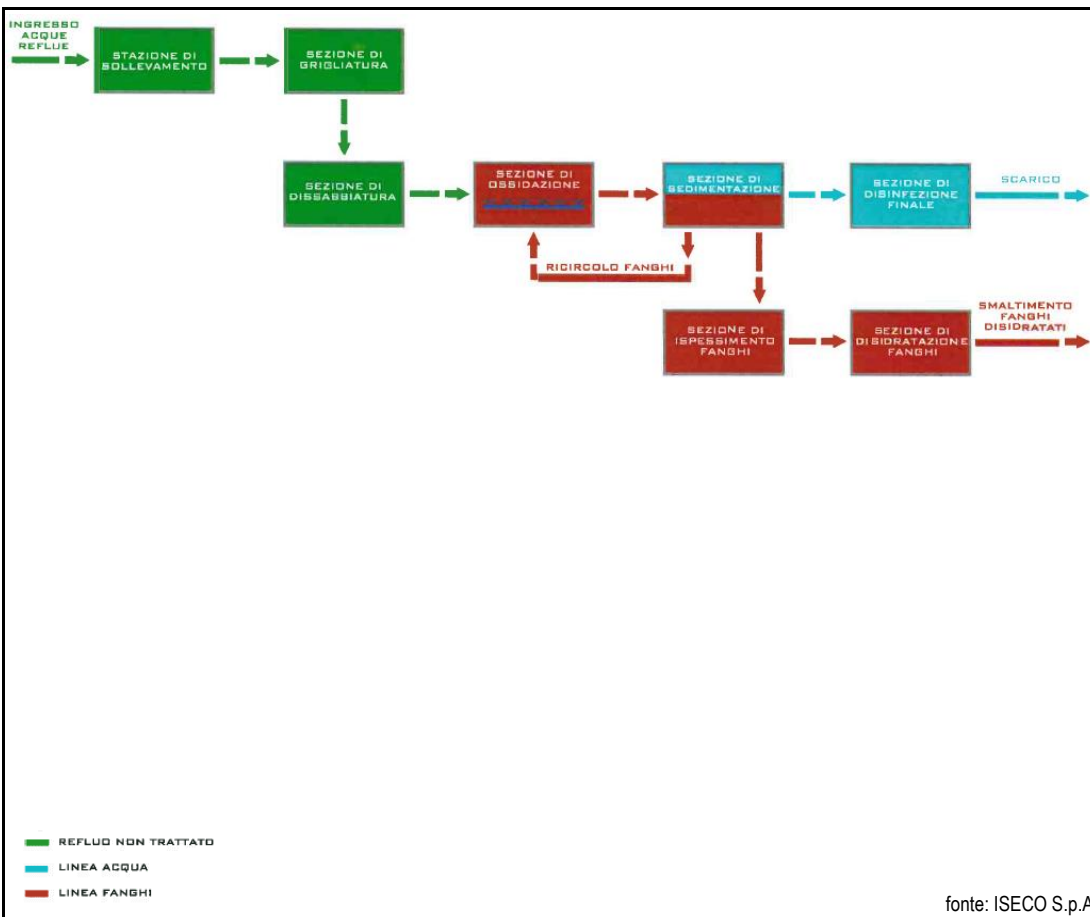 INGRESSO
ACQUE
REFLUE
STAZIONE DI
SOLLEVAMENTO
SEZIONE DI
GRIGLIATURA
SEZIONE DI
DISSABBIATURA
SEZIONE DI
OSSIDAZIONE
SEZIONE DI
SEDIMENTAZIONE
SEZIONE DI
DISINFEZIONE
FINALE
SCARICO
RICIRCOLO FANGHI
SEZIONE DI
ISPESSIMENTO
FANGHI
SEZIONE DI
DISIDRATAZIONE
FANGHI
SMALTIMENTO
FANGHI
DISIDRATATI
REFLUO NON TRATTATO
LINEA ACQUA
LINEA FANGHI
fonte: ISECO S.p.A